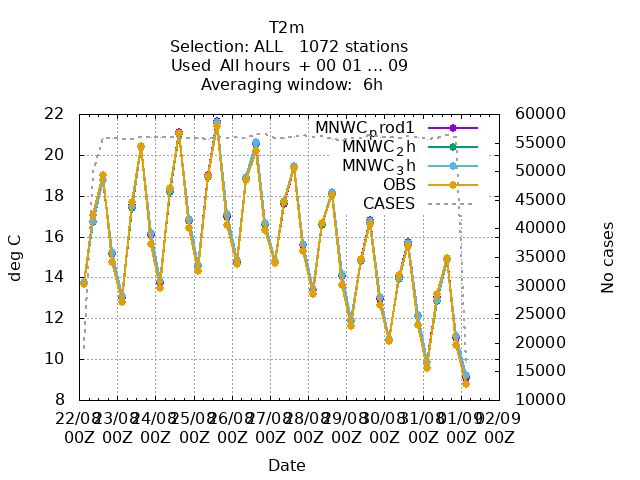 T2m
Selection: ALL   1072 stations
Used  All hours  + 00 01 ... 09
Averaging window:  6h
22 60000
MNWCprod1
55000
20 MNWC2h
MNWC3h 50000
OBS
18 CASES 45000
16 40000
deg C No cases
35000
14 30000
12 25000
20000
10 15000
8 10000
22/08 23/08 24/08 25/08 26/08 27/08 28/08 29/08 30/08 31/08 01/09 02/09
00Z 00Z 00Z 00Z 00Z 00Z 00Z 00Z 00Z 00Z 00Z 00Z
Date